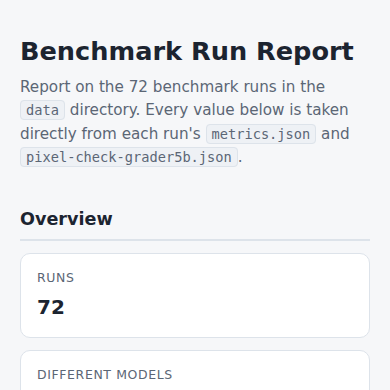 Benchmark Run Report
Report on the 72 benchmark runs in the
data directory. Every value below is taken
directly from each run's metrics.json and
pixel-check-grader5b.json.
Overview
RUNS
72
DIFFERENT MODELS